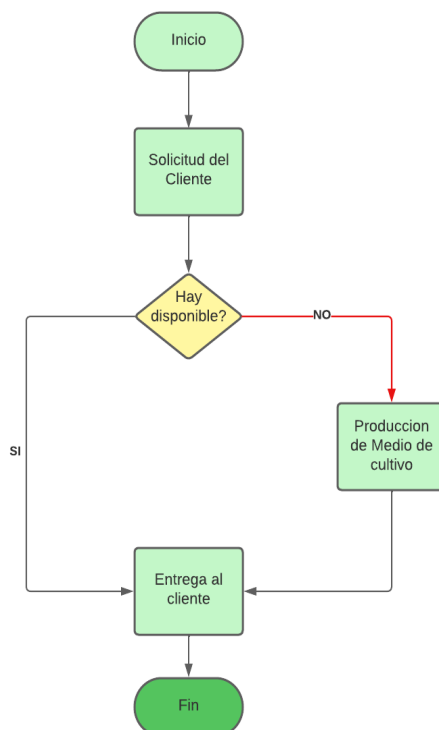 Inicio
Solicitud del
Cliente
Hay
disponible?
NO
Produccion
de Medio de
cultivo
SI
Entrega al
cliente
Fin